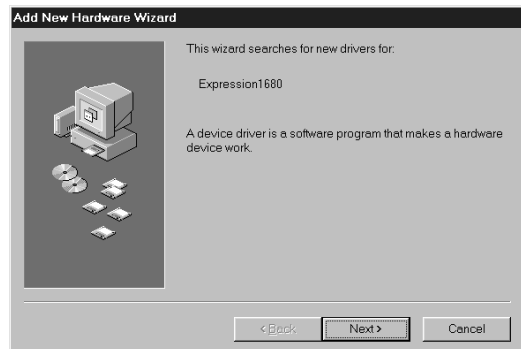 Add New Hardware Wizard
This wizard searches for new drivers for:
Expression1680
A device driver is a software program that makes a hardware
device work.
< Back
Next >
Cancel